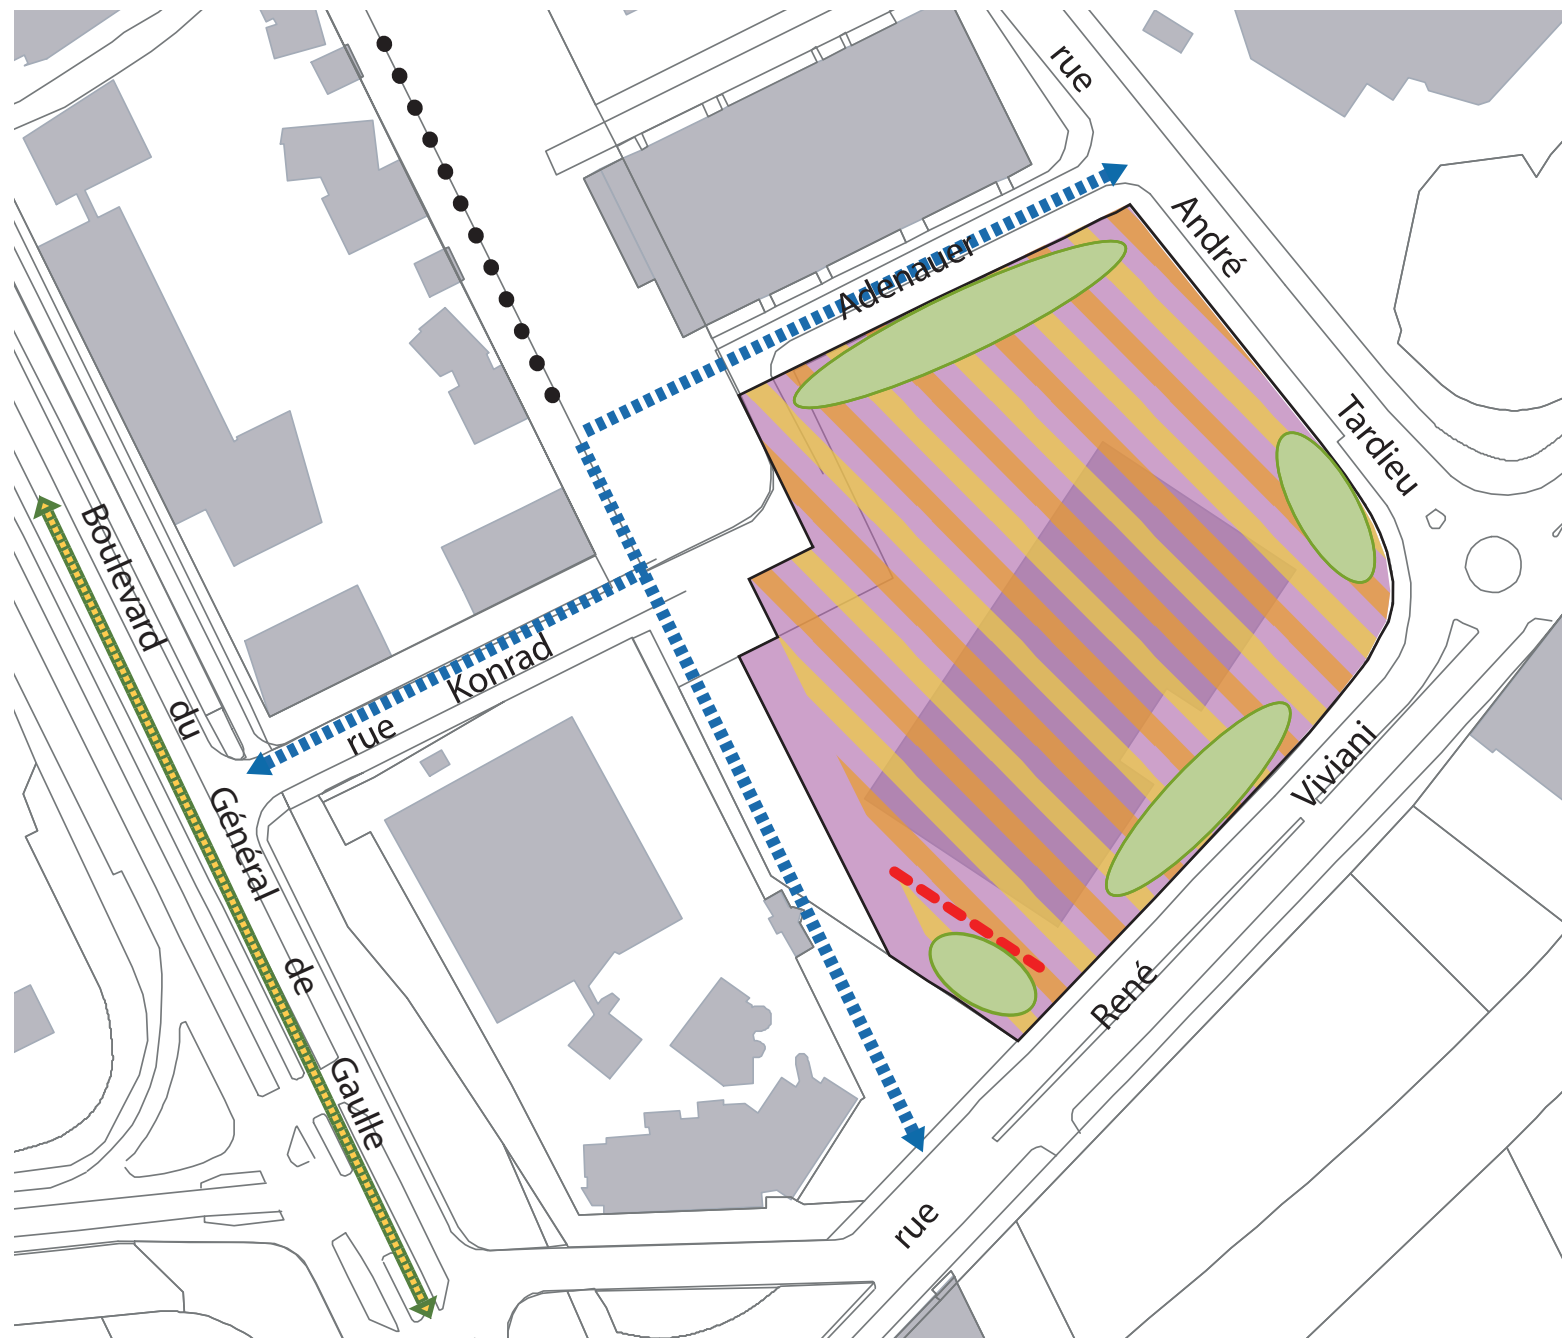 rue
André
Tardieu
Adenauer
Konrad
rue
Boulevard
du
Général
de
Gaulle
Viviani
René
rue